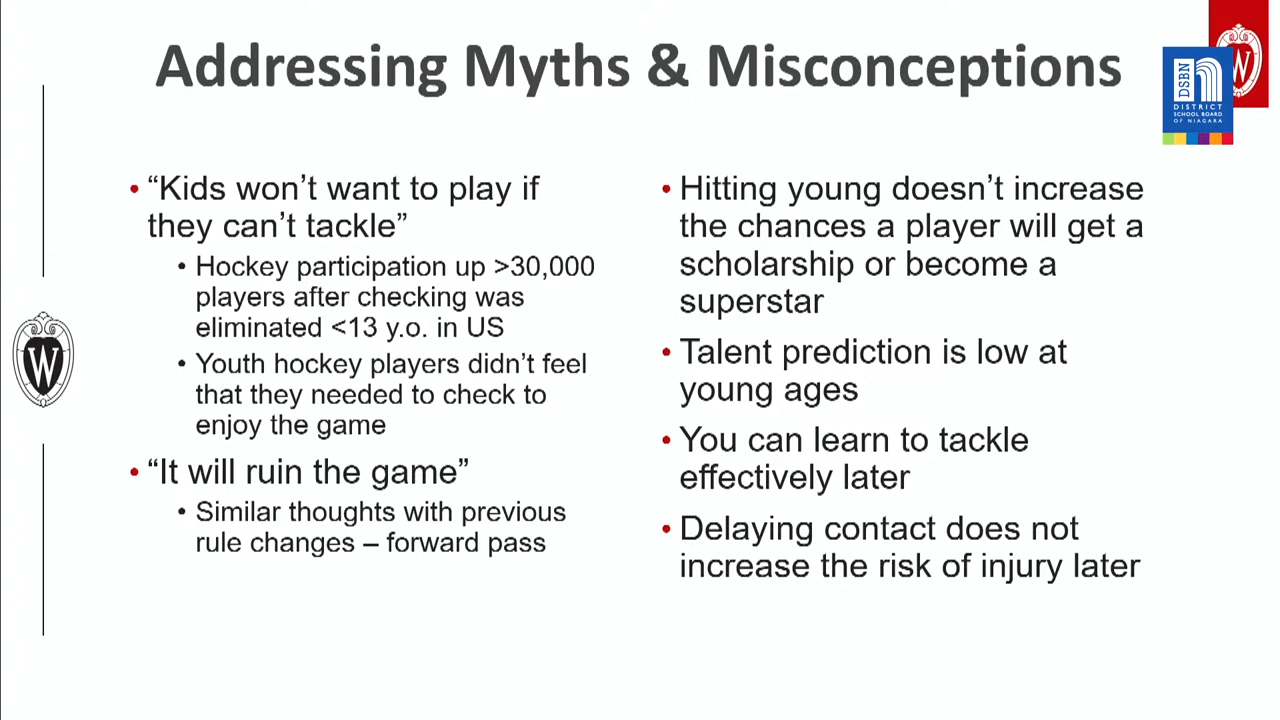 Addressing Myths & Misconceptions
DSBN
DISTRICT
SCHOOL BOARD
OF NIAGARA
W
W
• “Kids won’t want to play if
they can’t tackle”
• Hockey participation up >30,000
players after checking was
eliminated <13 y.o. in US
• Youth hockey players didn’t feel
that they needed to check to
enjoy the game
• “It will ruin the game”
• Similar thoughts with previous
rule changes – forward pass
• Hitting young doesn’t increase
the chances a player will get a
scholarship or become a
superstar
• Talent prediction is low at
young ages
• You can learn to tackle
effectively later
• Delaying contact does not
increase the risk of injury later